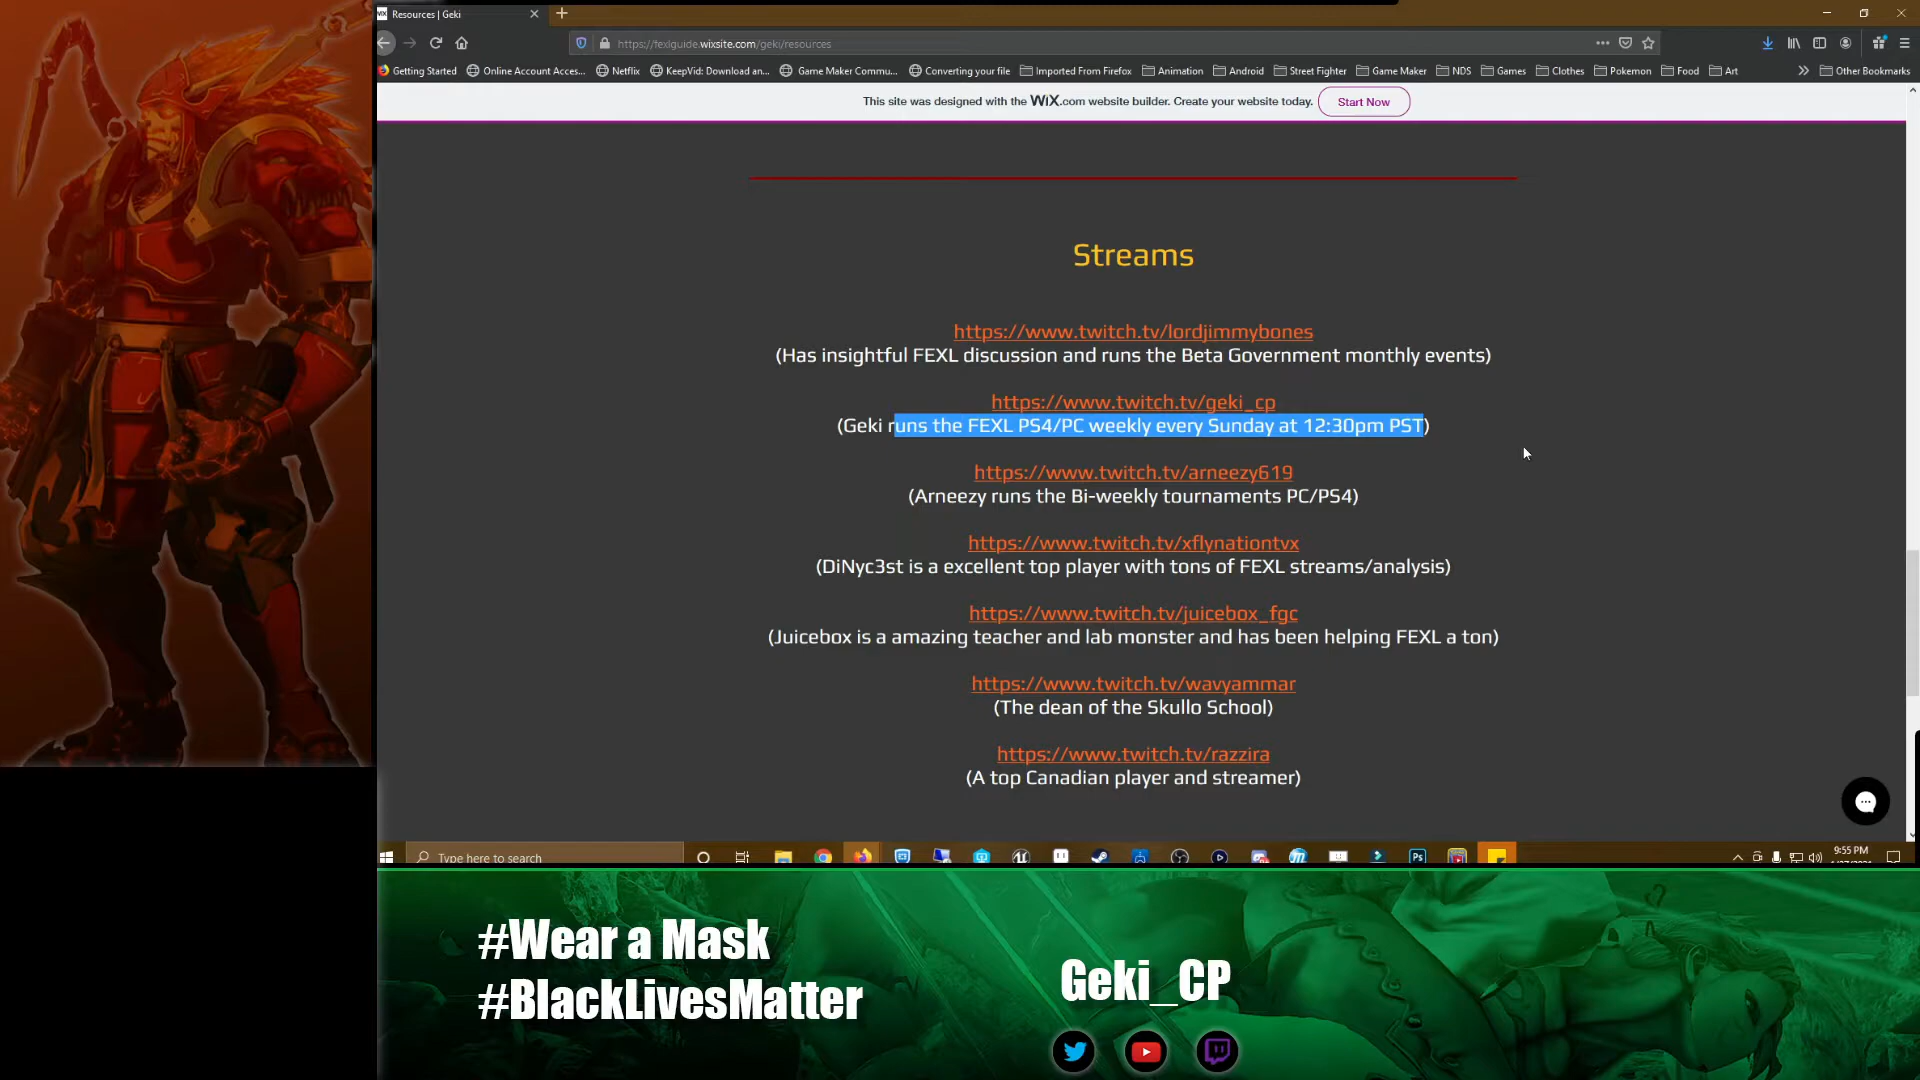 Resources | Geki
https://fexlguide.wixsite.com/geki/resources
Getting Started Online Account Acces... Netflix KeepVid: Download an... Game Maker Commu... Converting your file Imported From Firefox Animation Android Street Fighter Game Maker NDS Games Clothes Pokemon Food Art Other Bookmarks
This site was designed with the WiX.com website builder. Create your website today. Start Now
Streams
https://www.twitch.tv/lordjimmybones
(Has insightful FEXL discussion and runs the Beta Government monthly events)
https://www.twitch.tv/geki_cp
(Geki runs the FEXL PS4/PC weekly every Sunday at 12:30pm PST)
https://www.twitch.tv/arneezy619
(Arneezy runs the Bi-weekly tournaments PC/PS4)
https://www.twitch.tv/xflynationtvx
(DiNyc3st is a excellent top player with tons of FEXL streams/analysis)
https://www.twitch.tv/juicebox_fgc
(Juicebox is a amazing teacher and lab monster and has been helping FEXL a ton)
https://www.twitch.tv/wavyammar
(The dean of the Skullo School)
https://www.twitch.tv/razzira
(A top Canadian player and streamer)
Type here to search
Ps
9:55 PM
#Wear a Mask
#BlackLivesMatter
Geki_CP